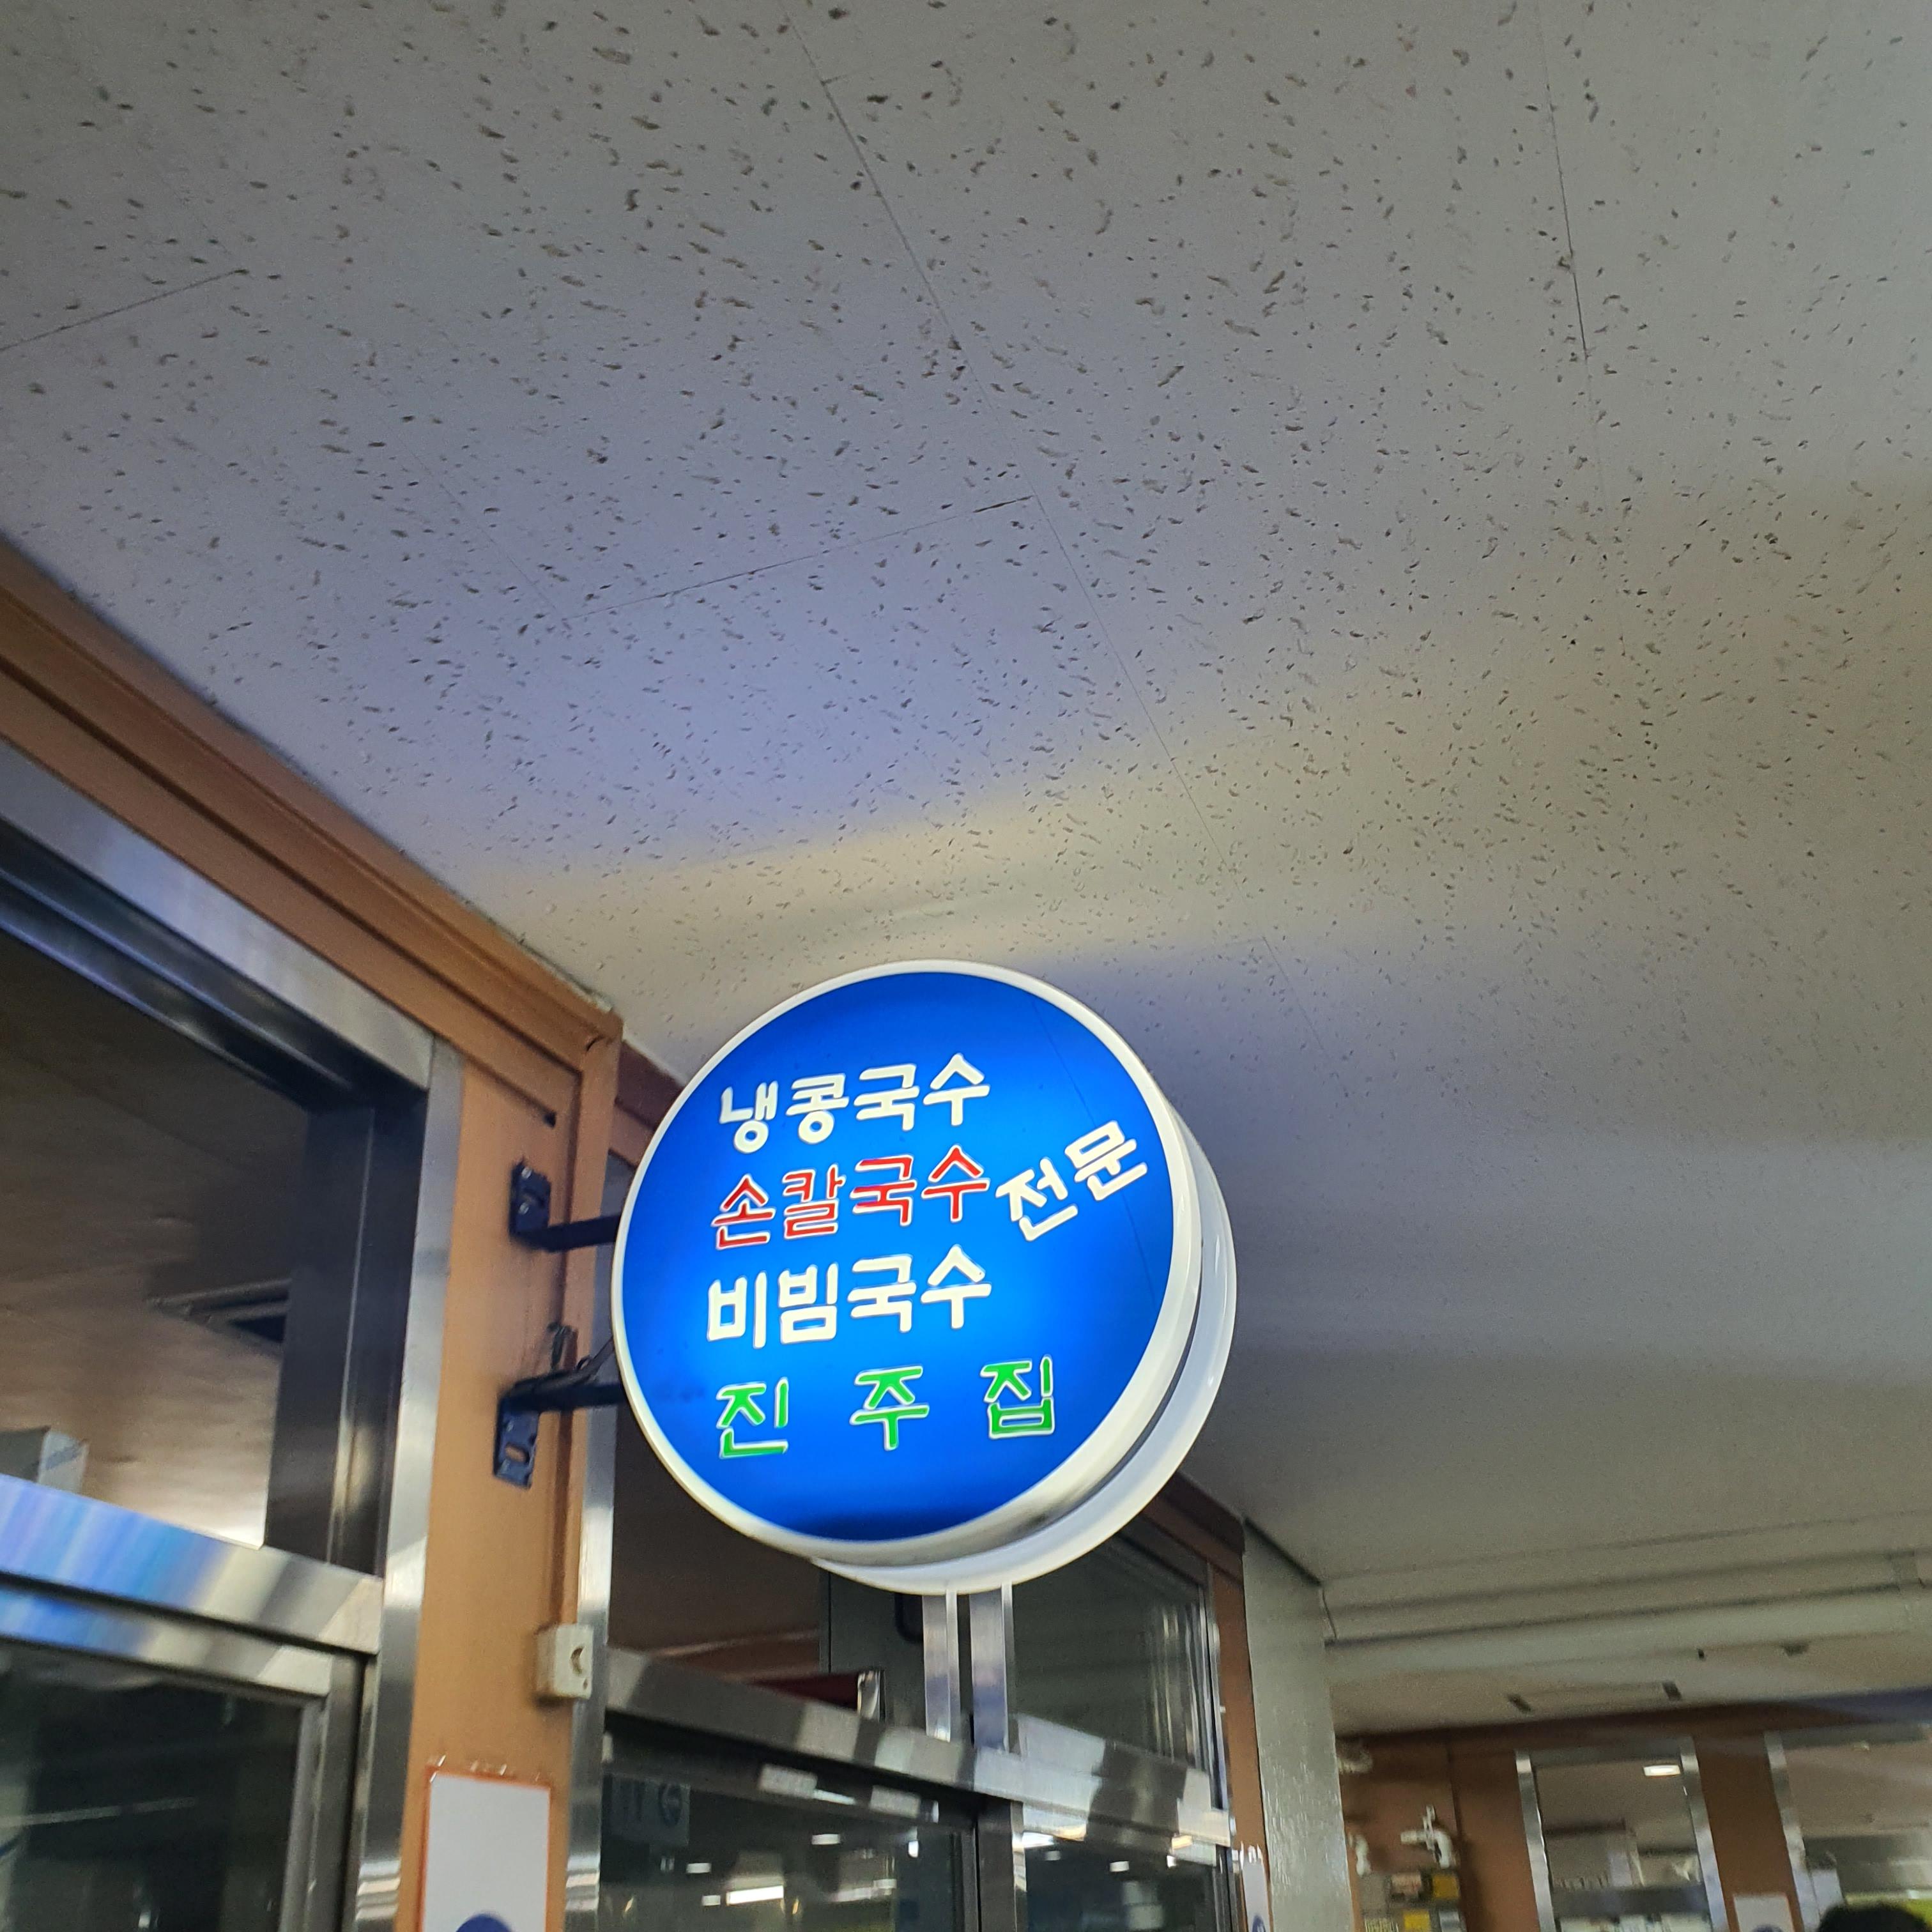 냉콩국수
손칼국수 전문
비빔국수
진 주 집